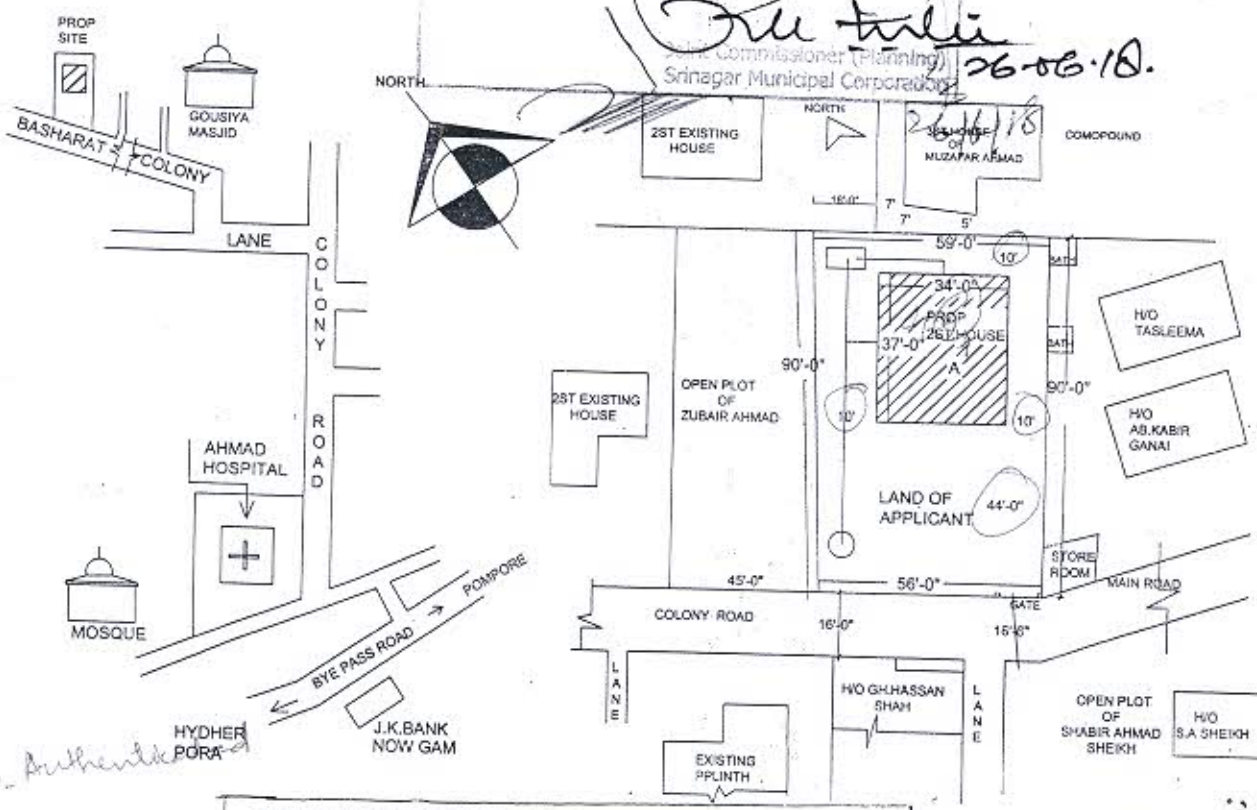 PROP
SITE
GOUSIYA
MASJID
BASHARAT
COLONY
LANE
COLONY
ROAD
AHMAD
HOSPITAL
MOSQUE
HYDHER
PORA
BYE PASS ROAD
POMPORE
J.K.BANK
NOW GAM
NORTH
Joint Commissioner (Planning)
Srinagar Municipal Corporation
26-06-18.
2ST EXISTING
HOUSE
NORTH
OF
MUZAFAR AHMAD
COMOPOUND
16'-0"
7'
7'
5'
59'-0"
10'
BATH
34'-0"
PROP
2ST HOUSE
37'-0"
A
BATH
90'-0"
90'-0"
H/O
TASLEEMA
2ST EXISTING
HOUSE
OPEN PLOT
OF
ZUBAIR AHMAD
10'
10'
H/O
AB.KABIR
GANAI
LAND OF
APPLICANT
44'-0"
STORE
ROOM
MAIN ROAD
45'-0"
56'-0"
GATE
COLONY ROAD
16'-0"
LANE
H/O GH.HASSAN
SHAH
LANE
OPEN PLOT
OF
SHABIR AHMAD
SHEIKH
H/O
S.A SHEIKH
EXISTING
PPLINTH